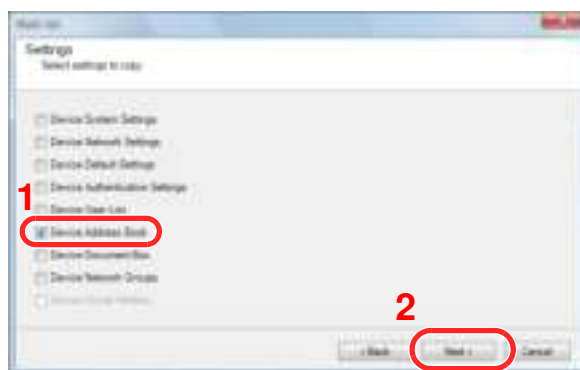 Settings
Select settings to copy
Device System Settings
Device Network Settings
Device Default Settings
Device Authentication Settings
1
Device User List
Device Address Book
Device Document Box
Device Network Groups
2
< Back
Next >
Cancel